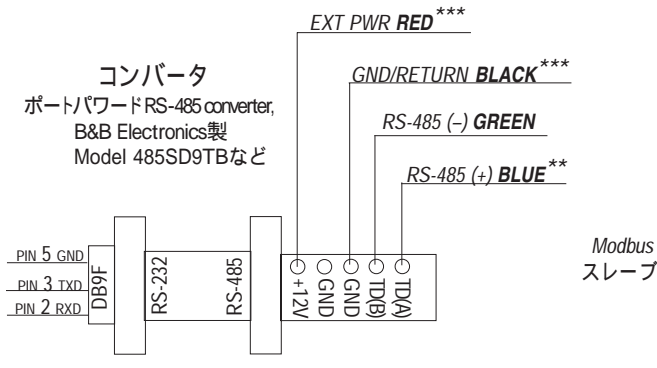 EXT PWR RED***
コンバータ
GND/RETURN BLACK***
ポートパワードRS-485 converter,
B&B Electronics製
RS-485 (–) GREEN
Model 485SD9TBなど
RS-485 (+) BLUE**
PIN 5 GND
PIN 3 TXD
PIN 2 RXD
DB9F
RS-232
RS-485
+12V
GND
GND
TD(B)
TD(A)
Modbus
スレーブ